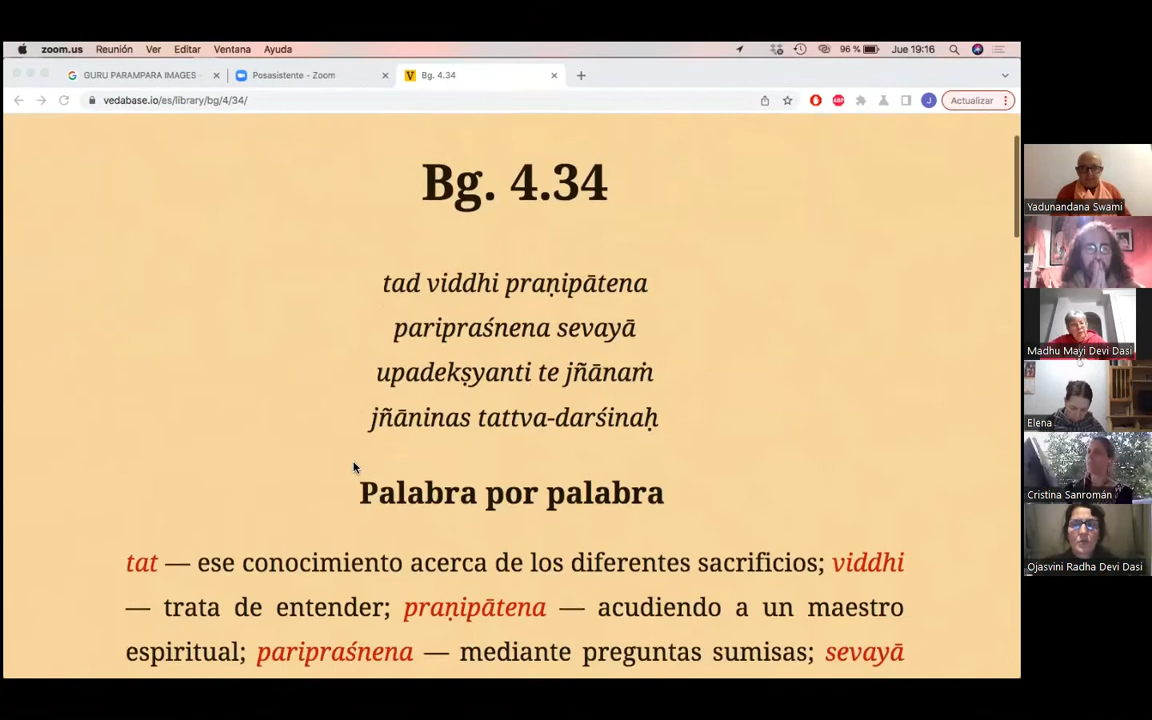 zoom.us Reunión Ver Editar Ventana Ayuda 96 % Jue 19:16
GURU PARAMPARA IMAGES Posasistente - Zoom Bg. 4.34
vedabase.io/es/library/bg/4/34/ ABP J Actualizar
Bg. 4.34
tad viddhi praṇipātena
paripraśnena sevayā
upadekṣyanti te jñānaṁ
jñāninas tattva-darśinaḥ
Palabra por palabra
tat — ese conocimiento acerca de los diferentes sacrificios; viddhi
— trata de entender; praṇipātena — acudiendo a un maestro
espiritual; paripraśnena — mediante preguntas sumisas; sevayā
Yadunandana Swami
Madhu Mayi Devi Dasi
Elena
Cristina Sanromán
Ojasvini Radha Devi Dasi